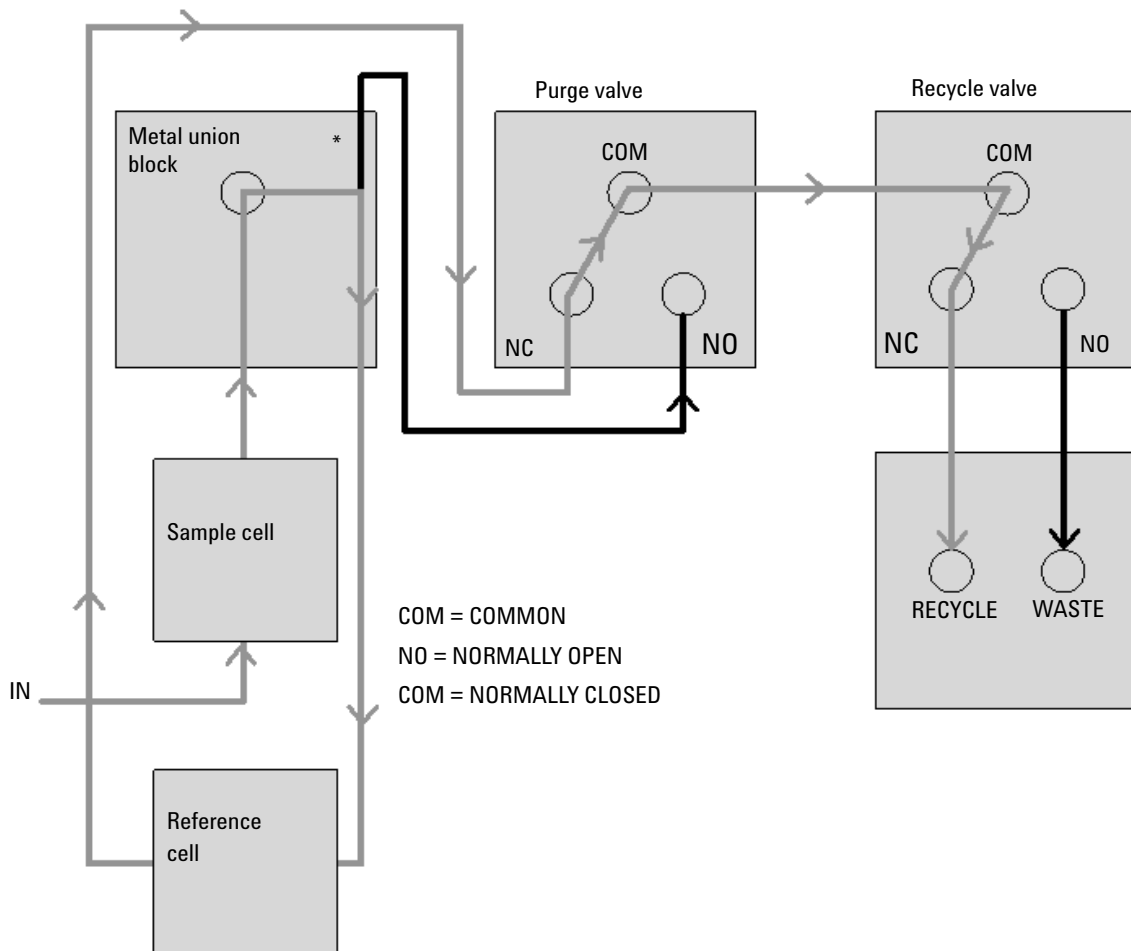 Purge valve
Recycle valve
Metal union
block
*
COM
COM
NC
NO
NC
NO
Sample cell
COM = COMMON
NO = NORMALLY OPEN
COM = NORMALLY CLOSED
RECYCLE
WASTE
IN
Reference
cell